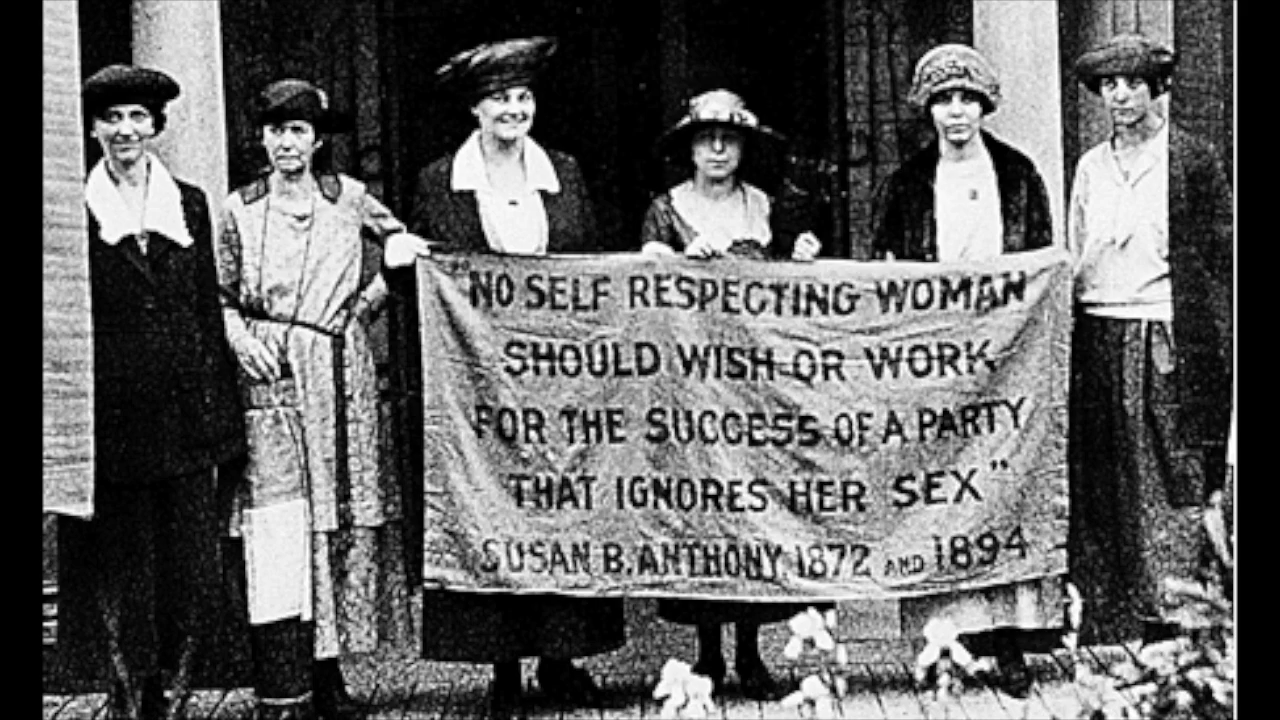 "NO SELF RESPECTING WOMAN
SHOULD WISH OR WORK
FOR THE SUCCESS OF A PARTY
THAT IGNORES HER SEX"
SUSAN B. ANTHONY, 1872 AND 1894